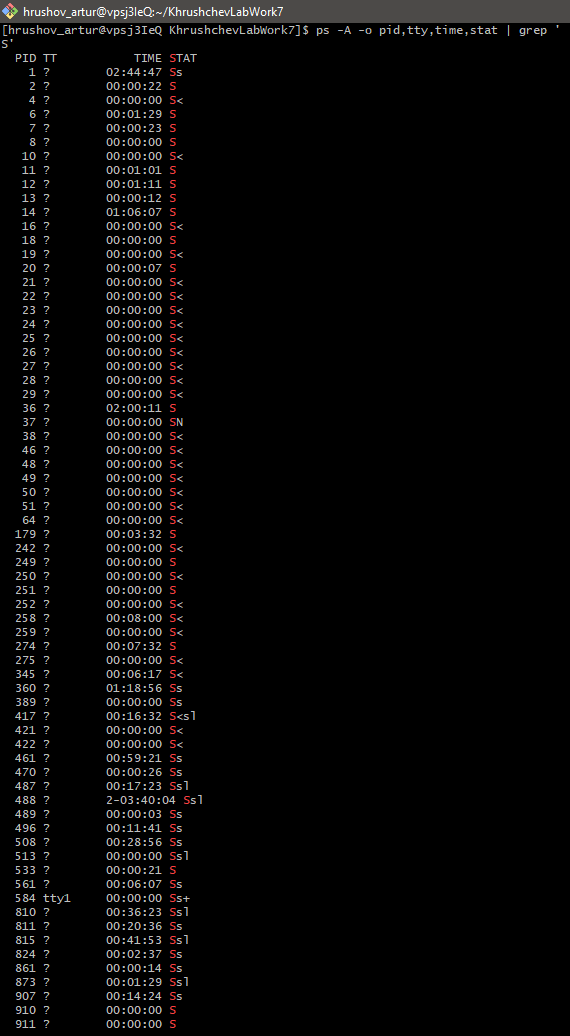 hrushov_artur@vpsj3IeQ:~/KhrushchevLabWork7
[hrushov_artur@vpsj3IeQ KhrushchevLabWork7]$ ps -A -o pid,tty,time,stat | grep '
S'
  PID TT           TIME STAT
    1 ?        02:44:47 Ss
    2 ?        00:00:22 S
    4 ?        00:00:00 S<
    6 ?        00:01:29 S
    7 ?        00:00:23 S
    8 ?        00:00:00 S
   10 ?        00:00:00 S<
   11 ?        00:01:01 S
   12 ?        00:01:11 S
   13 ?        00:00:12 S
   14 ?        01:06:07 S
   16 ?        00:00:00 S<
   18 ?        00:00:00 S
   19 ?        00:00:00 S<
   20 ?        00:00:07 S
   21 ?        00:00:00 S<
   22 ?        00:00:00 S<
   23 ?        00:00:00 S<
   24 ?        00:00:00 S<
   25 ?        00:00:00 S<
   26 ?        00:00:00 S<
   27 ?        00:00:00 S<
   28 ?        00:00:00 S<
   29 ?        00:00:00 S<
   36 ?        02:00:11 S
   37 ?        00:00:00 SN
   38 ?        00:00:00 S<
   46 ?        00:00:00 S<
   48 ?        00:00:00 S<
   49 ?        00:00:00 S<
   50 ?        00:00:00 S<
   51 ?        00:00:00 S<
   64 ?        00:00:00 S<
  179 ?        00:03:32 S
  242 ?        00:00:00 S<
  249 ?        00:00:00 S
  250 ?        00:00:00 S<
  251 ?        00:00:00 S
  252 ?        00:00:00 S<
  258 ?        00:08:00 S<
  259 ?        00:00:00 S<
  274 ?        00:07:32 S
  275 ?        00:00:00 S<
  345 ?        00:06:17 S<
  360 ?        01:18:56 Ss
  389 ?        00:00:00 Ss
  417 ?        00:16:32 S<sl
  421 ?        00:00:00 S<
  422 ?        00:00:00 S<
  461 ?        00:59:21 Ss
  470 ?        00:00:26 Ss
  487 ?        00:17:23 Ssl
  488 ?        2-03:40:04 Ssl
  489 ?        00:00:03 Ss
  496 ?        00:11:41 Ss
  508 ?        00:28:56 Ss
  513 ?        00:00:00 Ssl
  533 ?        00:00:21 S
  561 ?        00:06:07 Ss
  584 tty1     00:00:00 Ss+
  810 ?        00:36:23 Ssl
  811 ?        00:20:36 Ss
  815 ?        00:41:53 Ssl
  824 ?        00:02:37 Ss
  861 ?        00:00:14 Ss
  873 ?        00:01:29 Ssl
  907 ?        00:14:24 Ss
  910 ?        00:00:00 S
  911 ?        00:00:00 S